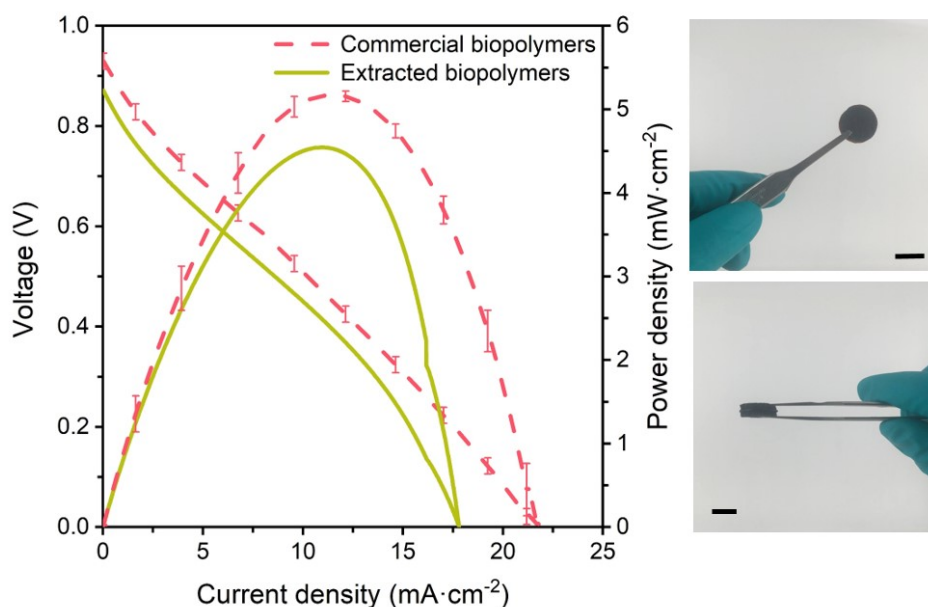 Commercial biopolymers
Extracted biopolymers
Voltage (V)
1.0
0.8
0.6
0.4
0.2
0.0
Power density (mW·cm⁻²)
6
5
4
3
2
1
0
0 5 10 15 20 25
Current density (mA·cm⁻²)